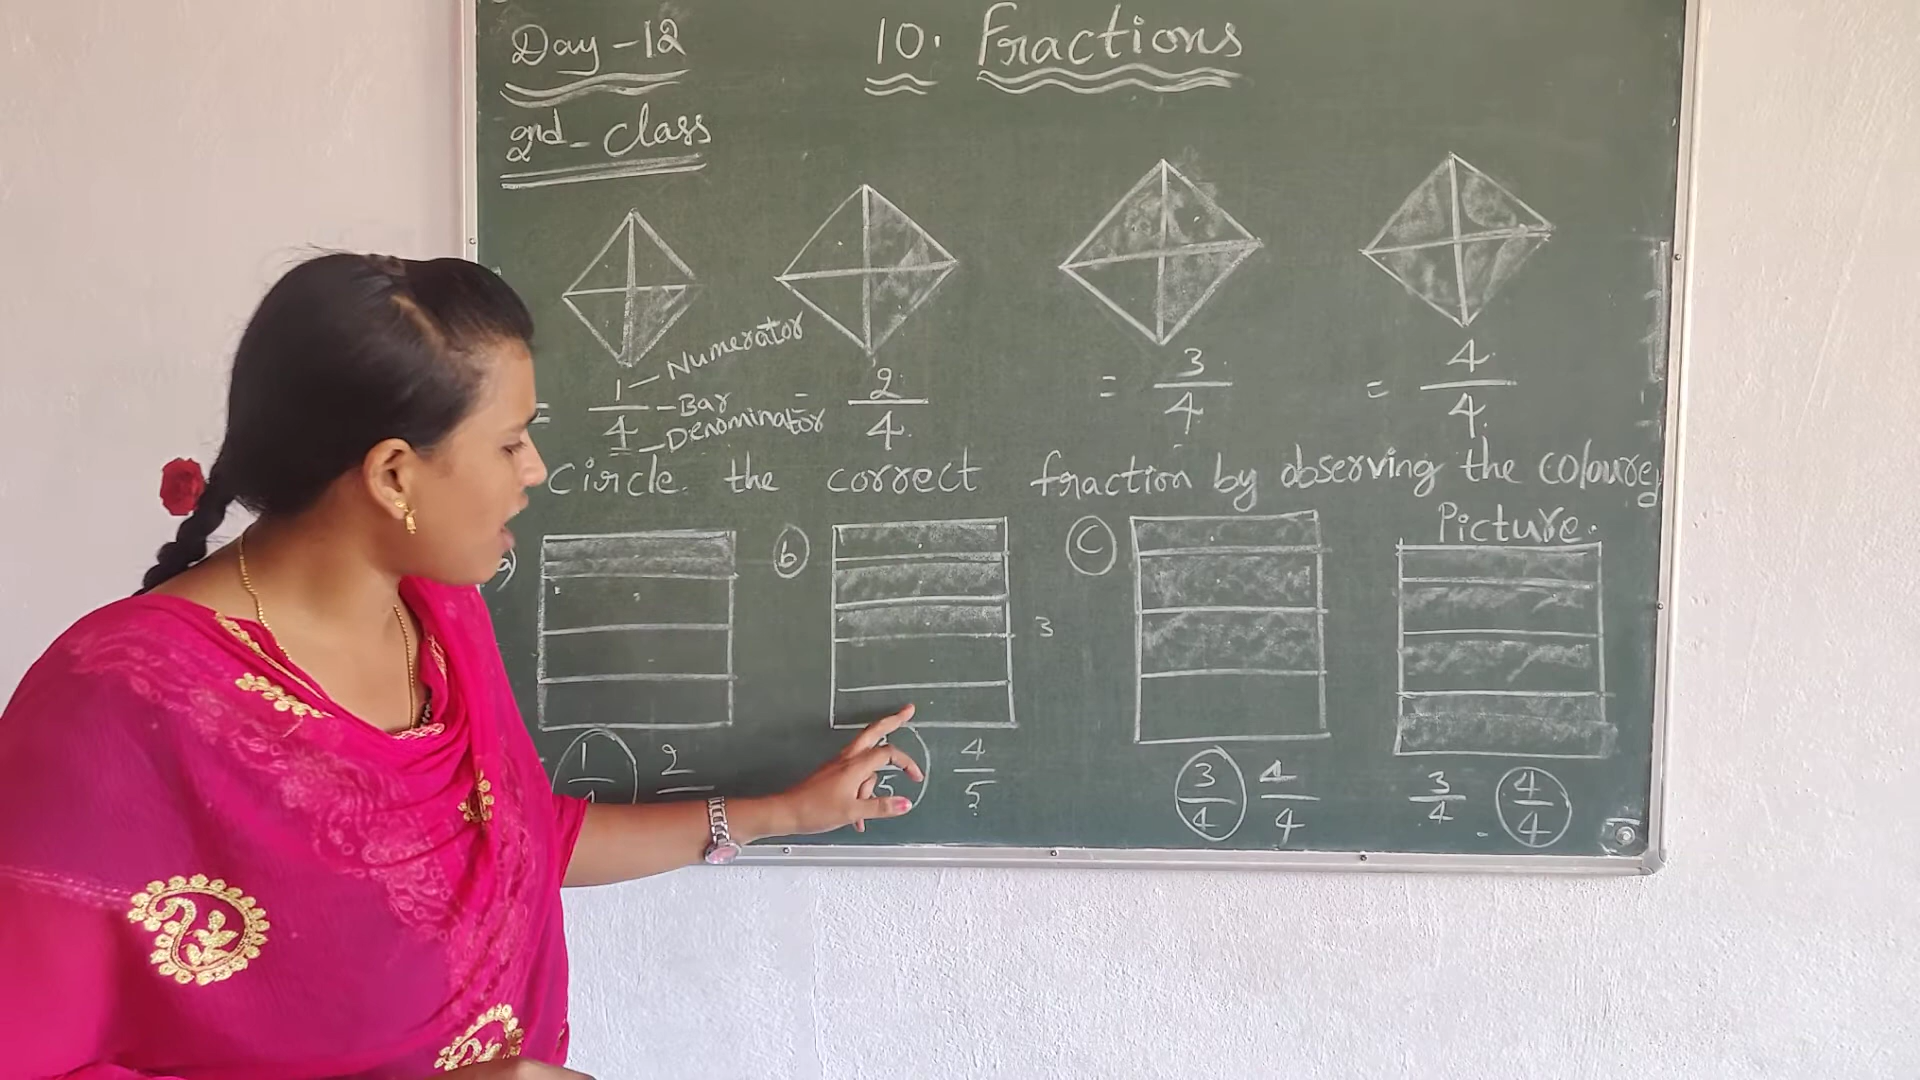 Day - 12
10. Fractions
2nd - Class
= 1/4 - Numerator
- Bar
- Denominator
= 2/4
= 3/4
= 4/4
Circle the correct fraction by observing the coloured
Picture.
a)
b
3
c
1 2
5 4/5
3/4 4/4
3/4 4/4